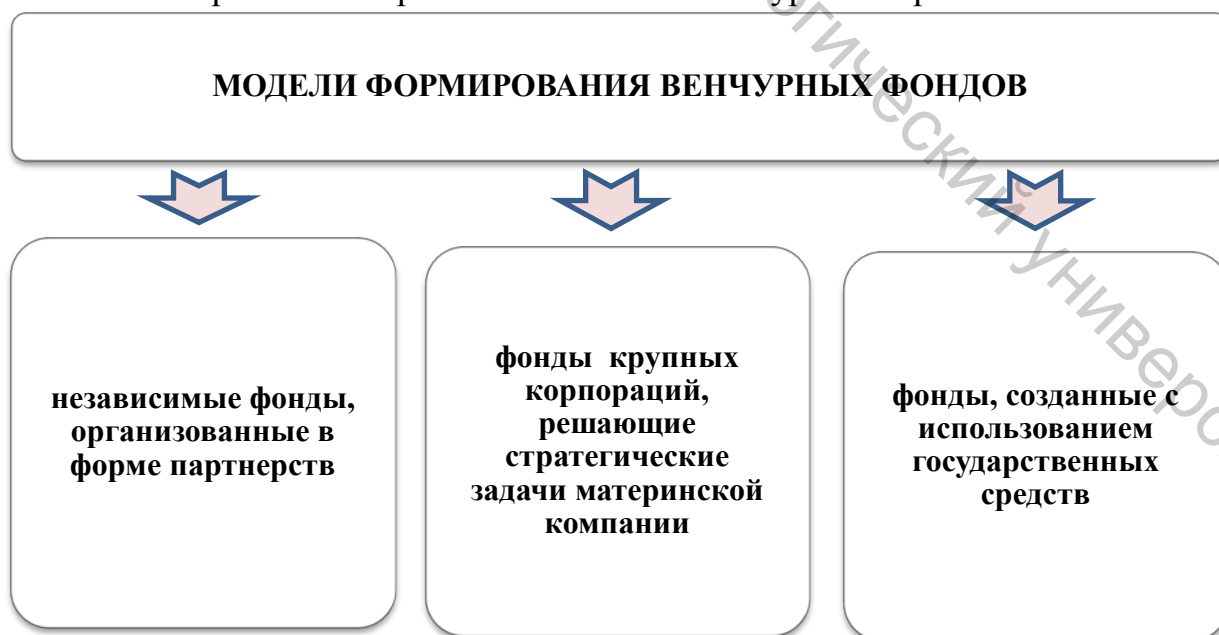 МОДЕЛИ ФОРМИРОВАНИЯ ВЕНЧУРНЫХ ФОНДОВ
независимые фонды,
организованные в
форме партнерств
фонды крупных
корпораций,
решающие
стратегические
задачи материнской
компании
фонды, созданные с
использованием
государственных
средств